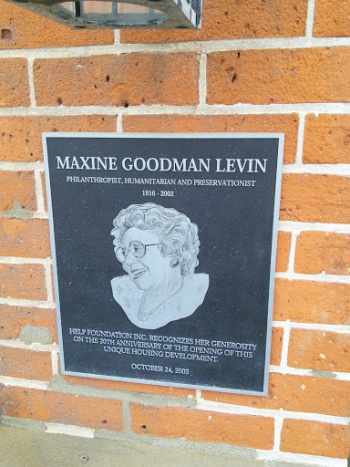 MAXINE GOODMAN LEVIN
PHILANTHROPIST, HUMANITARIAN AND PRESERVATIONIST
1916 - 2002
HELP FOUNDATION INC. RECOGNIZES HER GENEROSITY
ON THE 20TH ANNIVERSARY OF THE OPENING OF THIS
UNIQUE HOUSING DEVELOPMENT.
OCTOBER 24, 2003